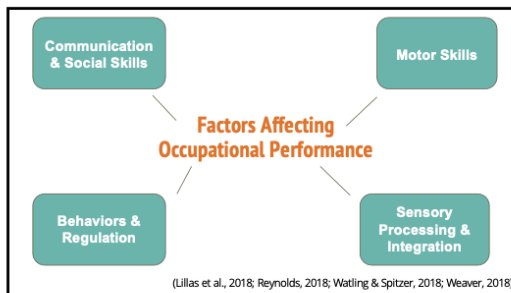 Communication
& Social Skills
Motor Skills
Factors Affecting
Occupational Performance
Behaviors &
Regulation
Sensory
Processing &
Integration
(Lillas et al., 2018; Reynolds, 2018; Watling & Spitzer, 2018; Weaver, 2018)